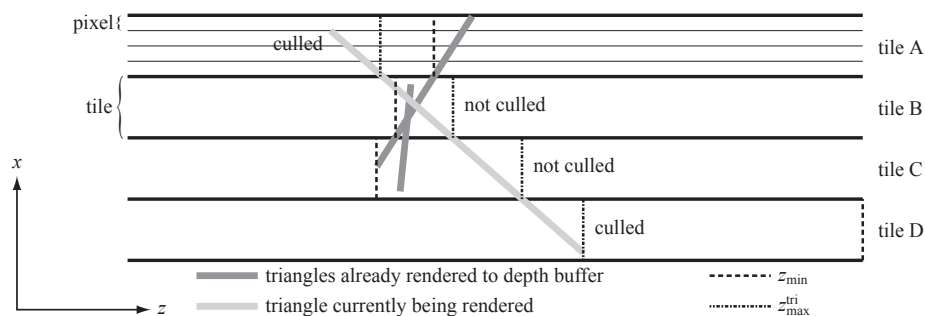 pixel
culled
tile A
tile
not culled
tile B
x
not culled
tile C
culled
tile D
triangles already rendered to depth buffer
z_min
z
triangle currently being rendered
z_max^tri